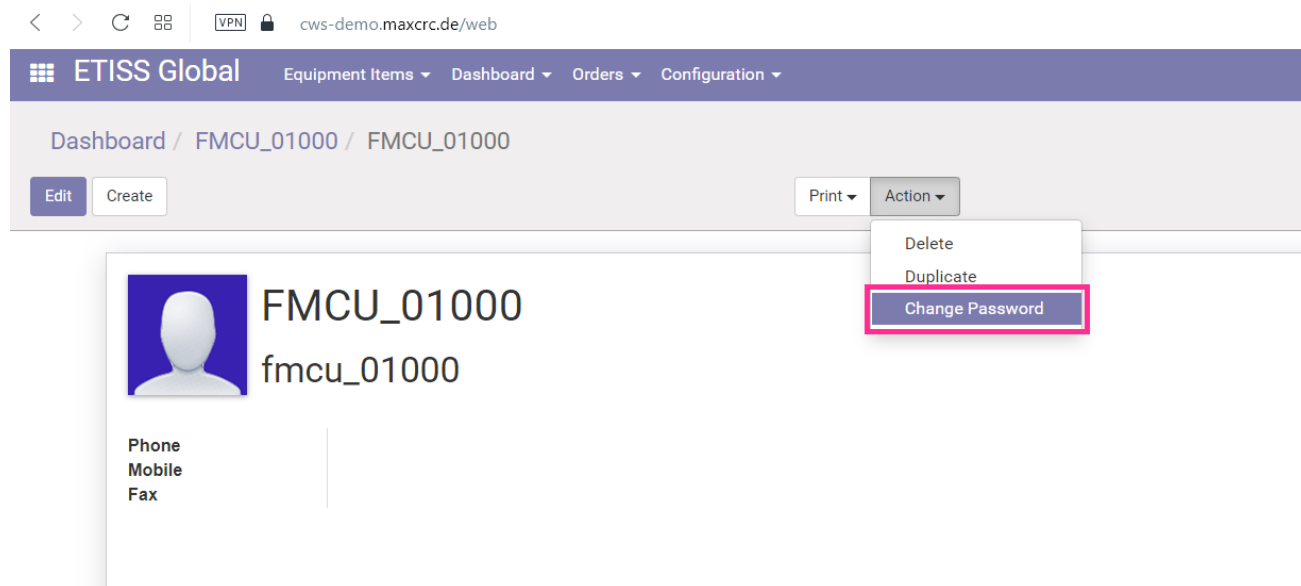 VPN cws-demo.maxcrc.de/web
ETISS Global Equipment Items Dashboard Orders Configuration
Dashboard / FMCU_01000 / FMCU_01000
Edit Create Print Action
Delete
Duplicate
Change Password
FMCU_01000
fmcu_01000
Phone
Mobile
Fax